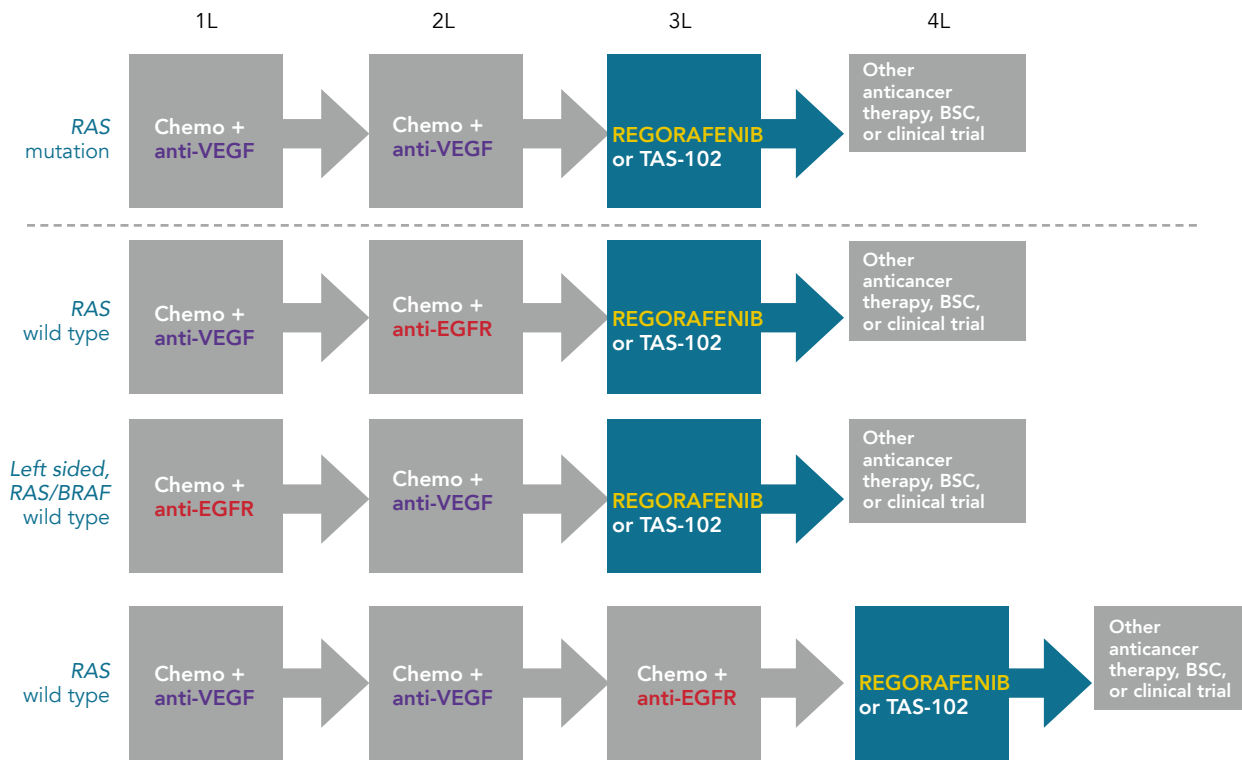 1L
2L
3L
4L
RAS
mutation
Chemo +
anti-VEGF
Chemo +
anti-VEGF
REGORAFENIB
or TAS-102
Other
anticancer
therapy, BSC,
or clinical trial
RAS
wild type
Chemo +
anti-VEGF
Chemo +
anti-EGFR
REGORAFENIB
or TAS-102
Other
anticancer
therapy, BSC,
or clinical trial
Left sided,
RAS/BRAF
wild type
Chemo +
anti-EGFR
Chemo +
anti-VEGF
REGORAFENIB
or TAS-102
Other
anticancer
therapy, BSC,
or clinical trial
RAS
wild type
Chemo +
anti-VEGF
Chemo +
anti-VEGF
Chemo +
anti-EGFR
REGORAFENIB
or TAS-102
Other
anticancer
therapy, BSC,
or clinical trial